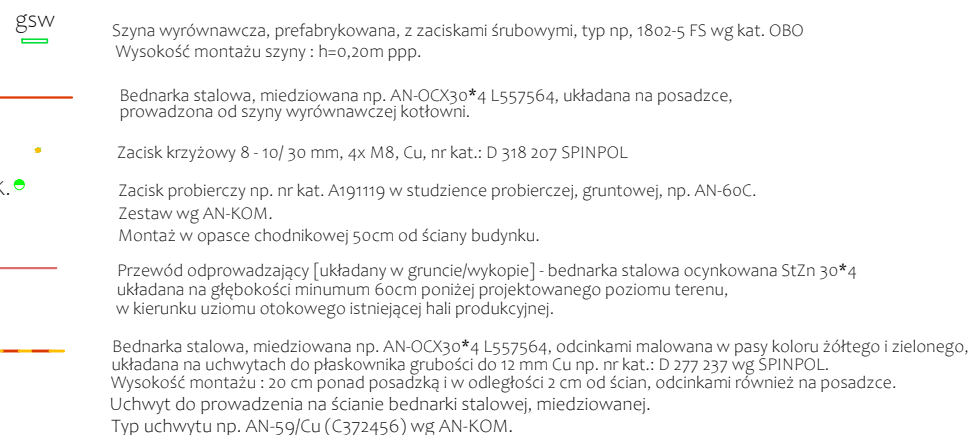 gsw
Szyna wyrównawcza, prefabrykowana, z zaciskami śrubowymi, typ np, 1802-5 FS wg kat. OBO
Wysokość montażu szyny : h=0,20m ppp.
Bednarka stalowa, miedziowana np. AN-OCX30*4 L557564, układana na posadzce,
prowadzona od szyny wyrównawczej kotłowni.
Zacisk krzyżowy 8 - 10/ 30 mm, 4x M8, Cu, nr kat.: D 318 207 SPINPOL
K.
Zacisk probierczy np. nr kat. A191119 w studzience probierczej, gruntowej, np. AN-60C.
Zestaw wg AN-KOM.
Montaż w opasce chodnikowej 50cm od ściany budynku.
Przewód odprowadzający [układany w gruncie/wykopie] - bednarka stalowa ocynkowana StZn 30*4
układana na głębokości minumum 60cm poniżej projektowanego poziomu terenu,
w kierunku uziomu otokowego istniejącej hali produkcyjnej.
Bednarka stalowa, miedziowana np. AN-OCX30*4 L557564, odcinkami malowana w pasy koloru żółtego i zielonego,
układana na uchwytach do płaskownika grubości do 12 mm Cu np. nr kat.: D 277 237 wg SPINPOL.
Wysokość montażu : 20 cm ponad posadzką i w odległości 2 cm od ścian, odcinkami również na posadzce.
Uchwyt do prowadzenia na ścianie bednarki stalowej, miedziowanej.
Typ uchwytu np. AN-59/Cu (C372456) wg AN-KOM.